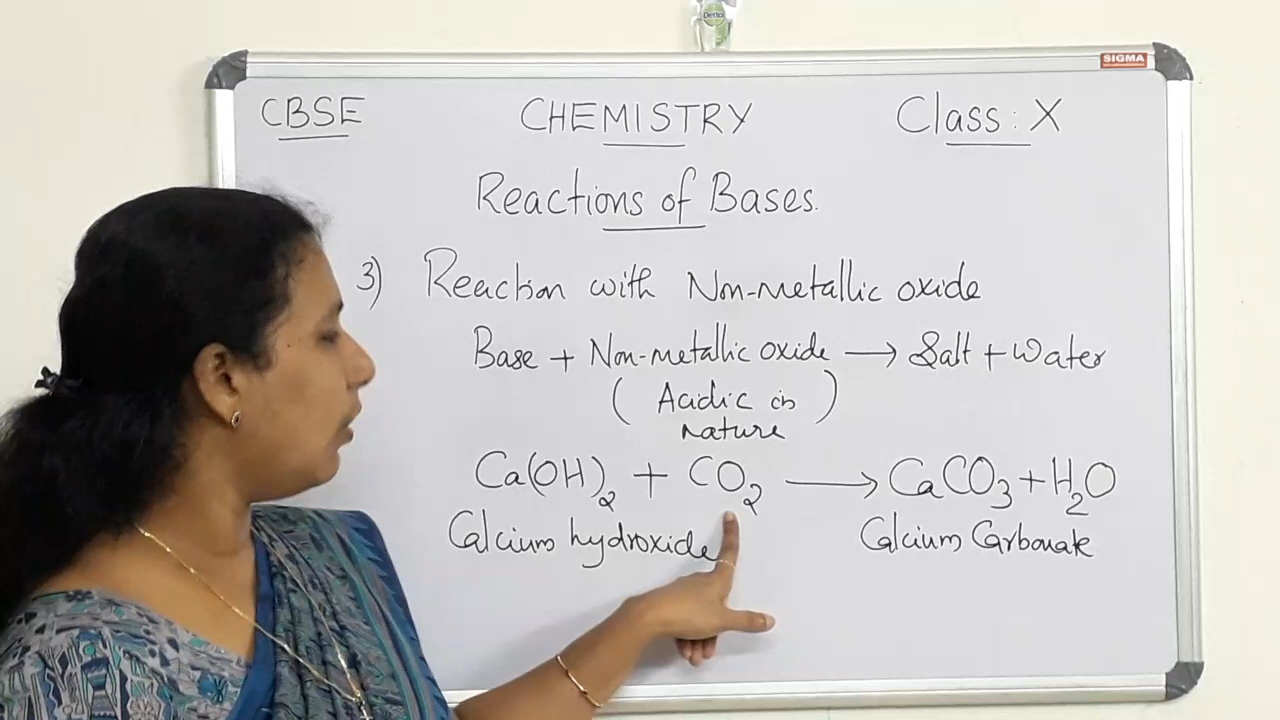 Dettol
SIGMA
CBSE CHEMISTRY Class: X
Reactions of Bases.
3) Reaction with Non-metallic oxide
Base + Non-metallic oxide → Salt + Water
( Acidic in )
nature
Ca(OH)₂ + CO₂ → CaCO₃ + H₂O
Calcium hydroxide Calcium Carbonate